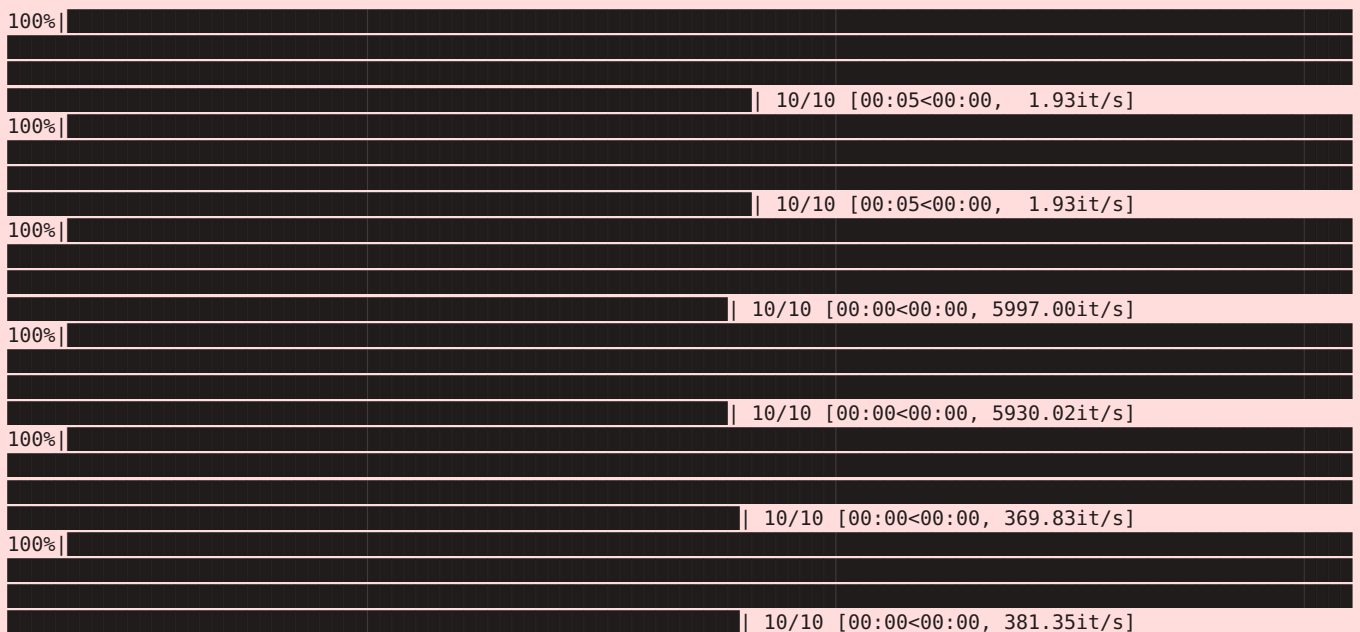 100%|
| 10/10 [00:05<00:00,  1.93it/s]
100%|
| 10/10 [00:05<00:00,  1.93it/s]
100%|
| 10/10 [00:00<00:00, 5997.00it/s]
100%|
| 10/10 [00:00<00:00, 5930.02it/s]
100%|
| 10/10 [00:00<00:00, 369.83it/s]
100%|
| 10/10 [00:00<00:00, 381.35it/s]